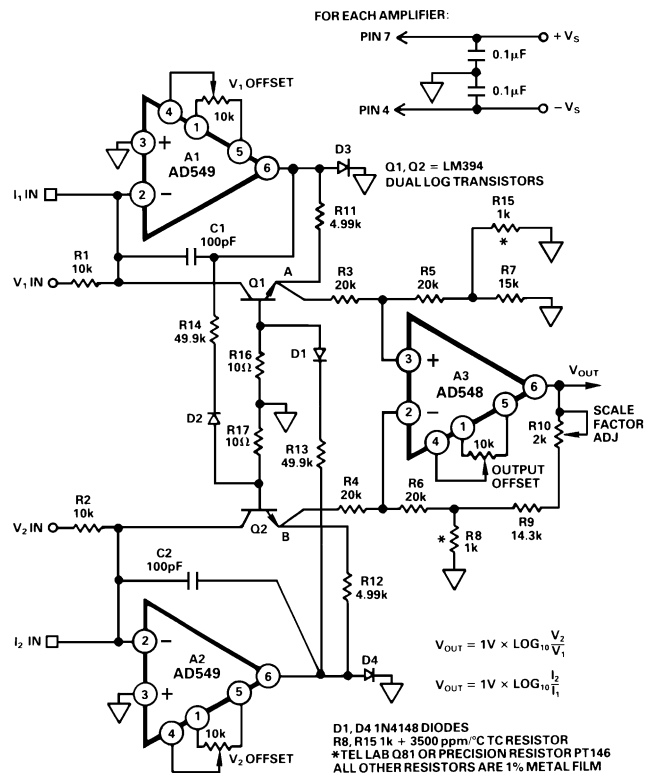 FOR EACH AMPLIFIER:
PIN 7
+ VS
0.1µF
0.1µF
PIN 4
– VS
V1 OFFSET
10k
4
1
5
3
+
A1
AD549
6
2
–
I1 IN
D3
Q1, Q2 = LM394
DUAL LOG TRANSISTORS
R11
4.99k
R15
1k
*
C1
100pF
R1
10k
V1 IN
Q1
A
R3
20k
R5
20k
R7
15k
R14
49.9k
R16
10Ω
D1
3
+
A3
AD548
6
VOUT
2
–
5
1
4
10k
OUTPUT
OFFSET
R10
2k
SCALE
FACTOR
ADJ
D2
R17
10Ω
R13
49.9k
R4
20k
R6
20k
R2
10k
V2 IN
Q2
B
*
R8
1k
R9
14.3k
C2
100pF
R12
4.99k
I2 IN
2
–
A2
AD549
6
D4
3
+
5
1
4
10k
V2 OFFSET
VOUT = 1V × LOG10 V2/V1
VOUT = 1V × LOG10 I2/I1
D1, D4 1N4148 DIODES
R8, R15 1k + 3500 ppm/°C TC RESISTOR
*TEL LAB Q81 OR PRECISION RESISTOR PT146
ALL OTHER RESISTORS ARE 1% METAL FILM